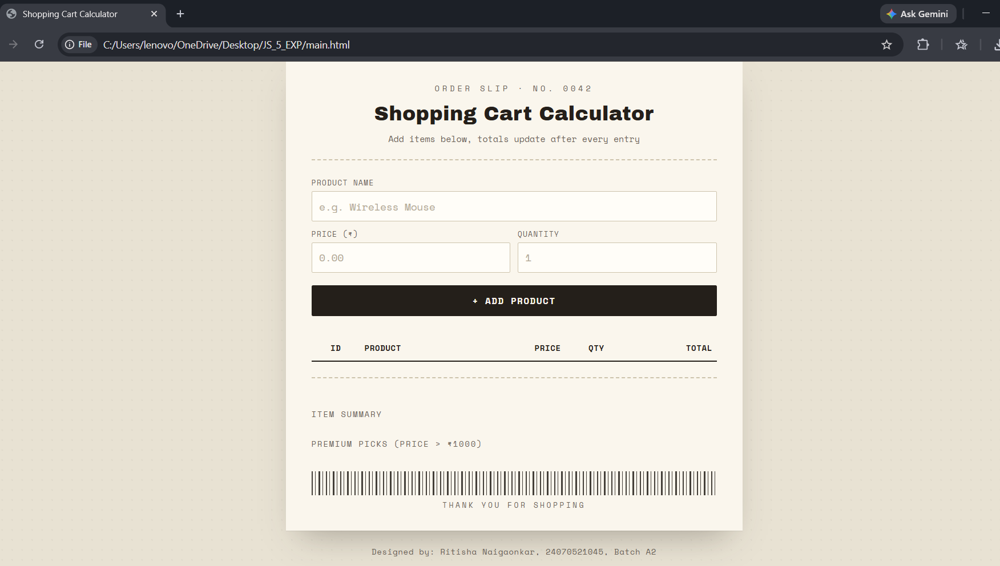 Shopping Cart Calculator
Ask Gemini
File C:/Users/lenovo/OneDrive/Desktop/JS_5_EXP/main.html
ORDER SLIP · NO. 0042
Shopping Cart Calculator
Add items below, totals update after every entry
PRODUCT NAME
e.g. Wireless Mouse
PRICE (₹) QUANTITY
0.00 1
+ ADD PRODUCT
ID PRODUCT PRICE QTY TOTAL
ITEM SUMMARY
PREMIUM PICKS (PRICE > ₹1000)
THANK YOU FOR SHOPPING
Designed by: Ritisha Naigaonkar, 24070521045, Batch A2